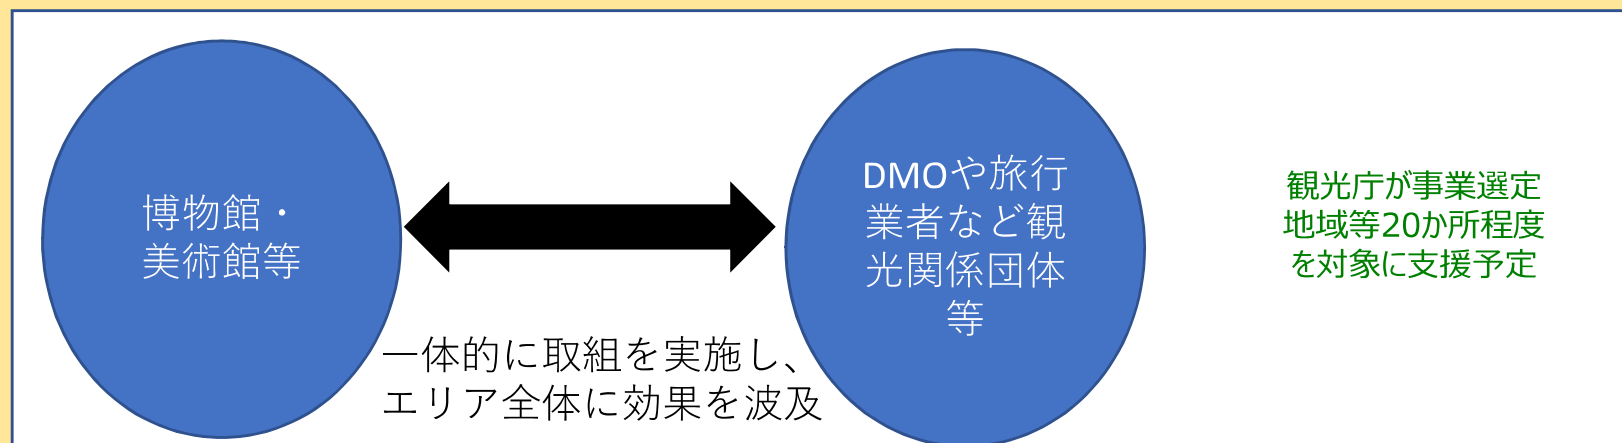 博物館・
美術館等
DMOや旅行
業者など観
光関係団体
等
一体的に取組を実施し、
エリア全体に効果を波及
観光庁が事業選定
地域等20か所程度
を対象に支援予定